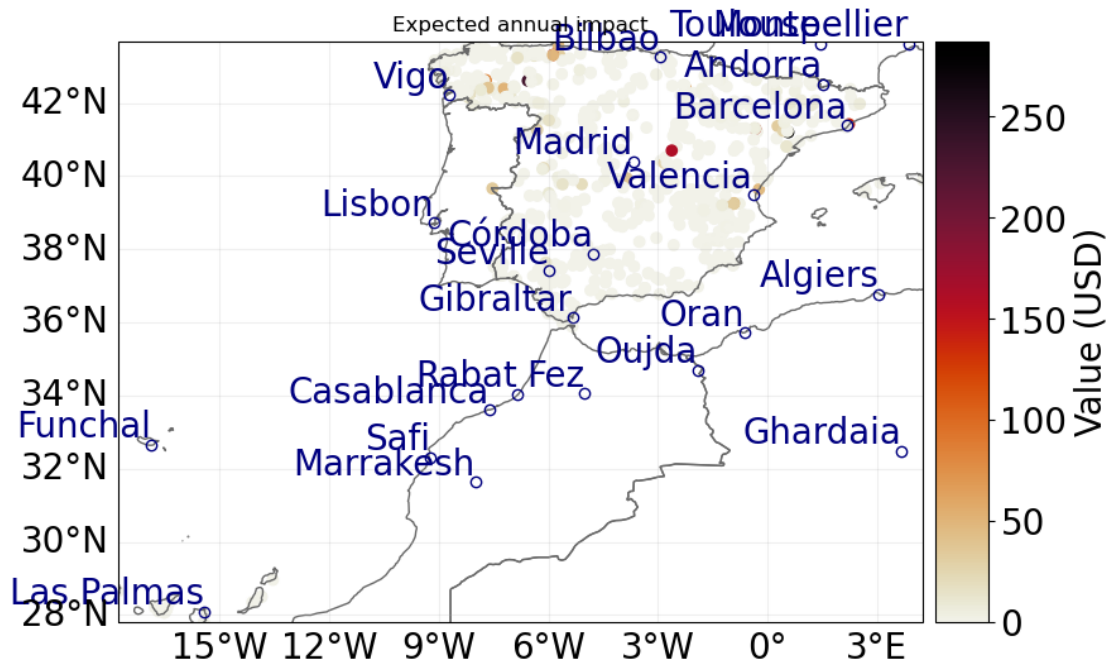 Expected annual impact
Toulouse
Montpellier
Bilbao
Andorra
Vigo
Barcelona
Madrid
Valencia
Lisbon
Córdoba
Seville
Algiers
Gibraltar
Oran
Oujda
Rabat
Fez
Casablanca
Funchal
Safi
Ghardaia
Marrakesh
Las Palmas
42°N
40°N
38°N
36°N
34°N
32°N
30°N
28°N
15°W
12°W
9°W
6°W
3°W
0°
3°E
250
200
150
100
50
0
Value (USD)